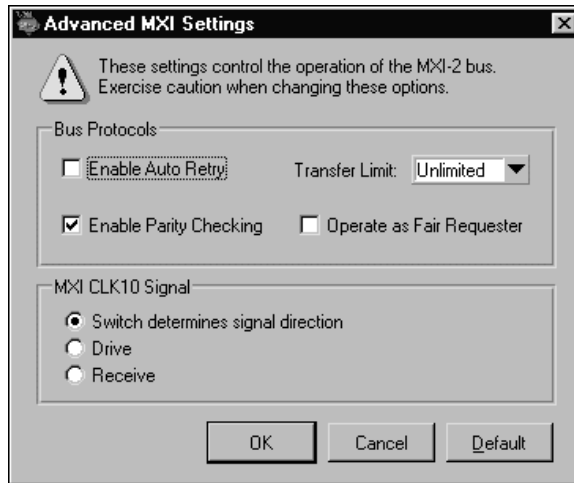 Advanced MXI Settings
These settings control the operation of the MXI-2 bus.
Exercise caution when changing these options.
Bus Protocols
Enable Auto Retry
Transfer Limit: Unlimited
Enable Parity Checking
Operate as Fair Requester
MXI CLK10 Signal
Switch determines signal direction
Drive
Receive
OK
Cancel
Default